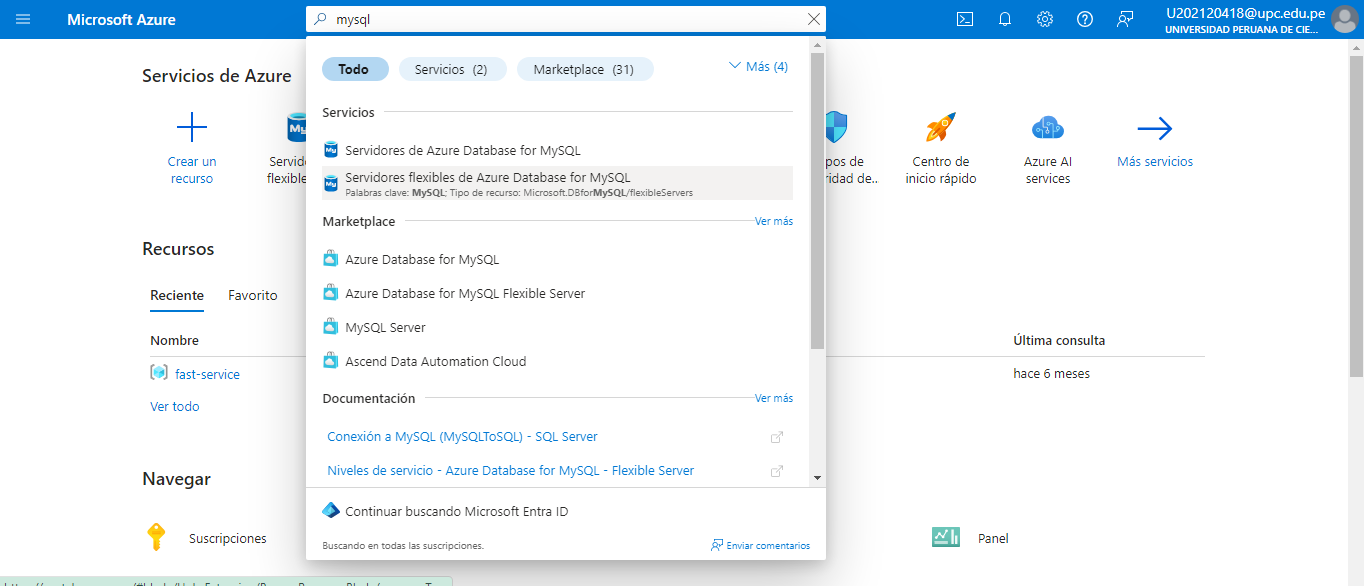 Microsoft Azure
mysql
U202120418@upc.edu.pe
UNIVERSIDAD PERUANA DE CIE...
Servicios de Azure
Todo
Servicios (2)
Marketplace (31)
Más (4)
Servicios
Servidores de Azure Database for MySQL
Servidores flexibles de Azure Database for MySQL
Palabras clave: MySQL; Tipo de recurso: Microsoft.DBforMySQL/flexibleServers
Marketplace
Ver más
Azure Database for MySQL
Azure Database for MySQL Flexible Server
MySQL Server
Ascend Data Automation Cloud
Documentación
Ver más
Conexión a MySQL (MySQLToSQL) - SQL Server
Niveles de servicio - Azure Database for MySQL - Flexible Server
Continuar buscando Microsoft Entra ID
Buscando en todas las suscripciones.
Enviar comentarios
Crear un
recurso
My
Centro de
inicio rápido
Azure AI
services
Más servicios
Recursos
Reciente
Favorito
Nombre
Última consulta
fast-service
hace 6 meses
Ver todo
Navegar
Suscripciones
Panel